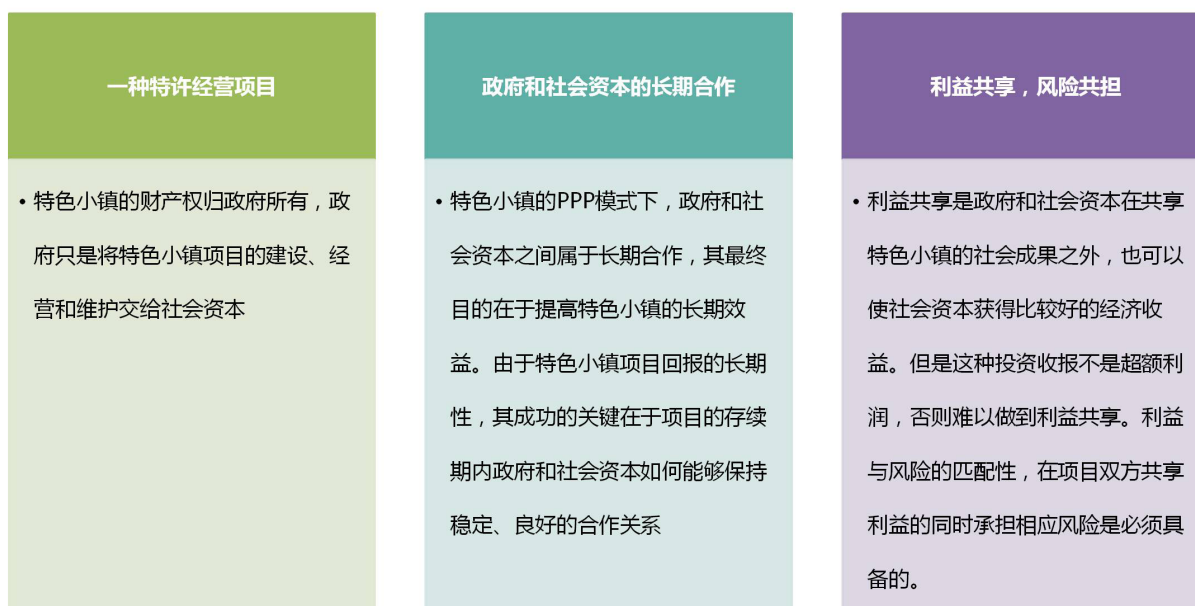 一种特许经营项目
• 特色小镇的财产权归政府所有，政
府只是将特色小镇项目的建设、经
营和维护交给社会资本
政府和社会资本的长期合作
• 特色小镇的PPP模式下，政府和社
会资本之间属于长期合作，其最终
目的在于提高特色小镇的长期效
益。由于特色小镇项目回报的长期
性，其成功的关键在于项目的存续
期内政府和社会资本如何能够保持
稳定、良好的合作关系
利益共享，风险共担
• 利益共享是政府和社会资本在共享
特色小镇的社会成果之外，也可以
使社会资本获得比较好的经济收
益。但是这种投资收报不是超额利
润，否则难以做到利益共享。利益
与风险的匹配性，在项目双方共享
利益的同时承担相应风险是必须具
备的。